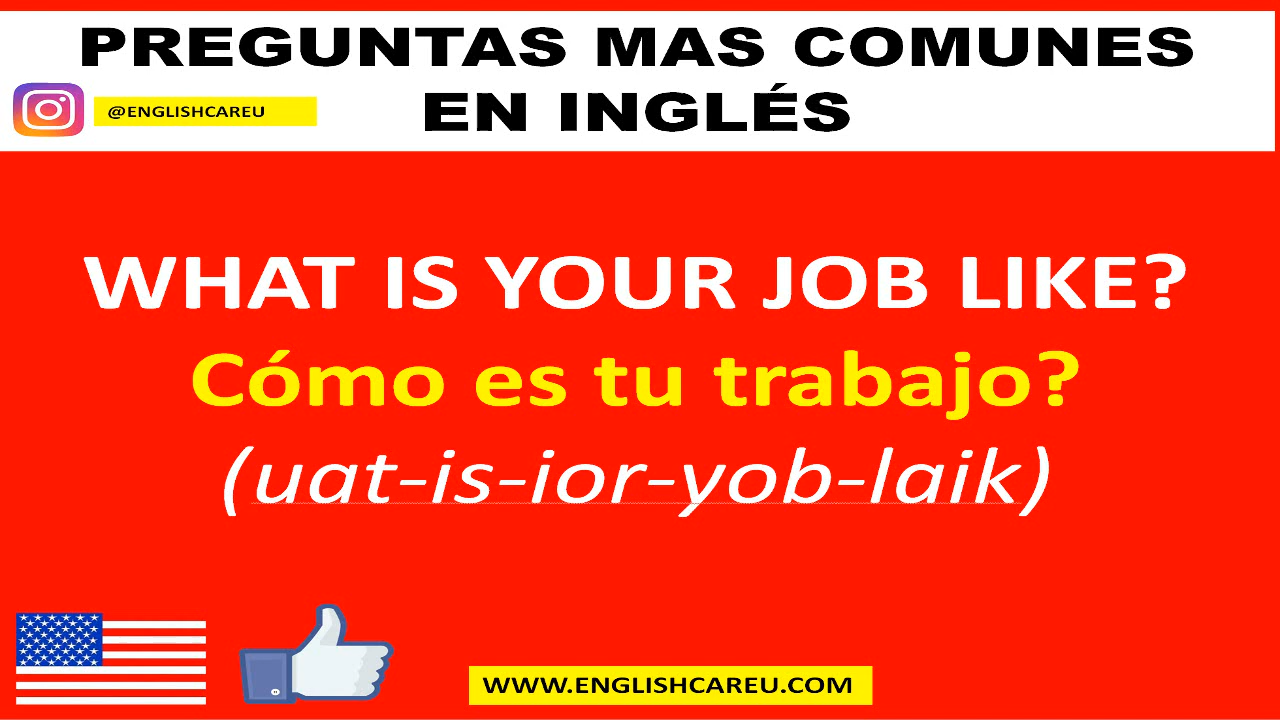 PREGUNTAS MAS COMUNES
EN INGLÉS
@ENGLISHCAREU
WHAT IS YOUR JOB LIKE?
Cómo es tu trabajo?
(uat-is-ior-yob-laik)
WWW.ENGLISHCAREU.COM